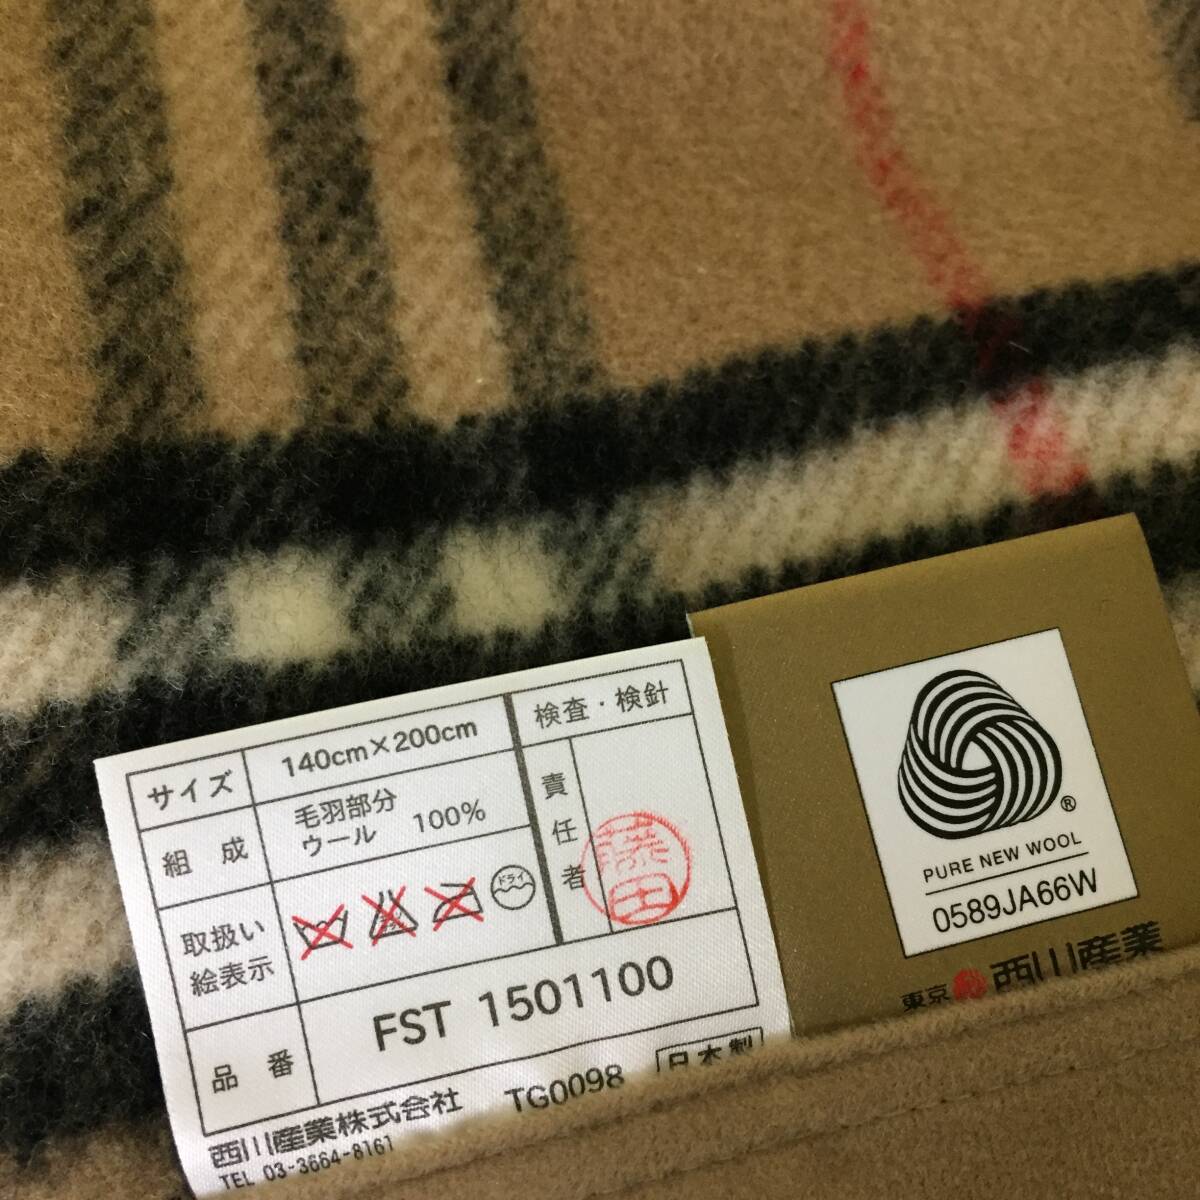 サイズ 140cm×200cm
組成 毛羽部分 ウール 100%
取扱い絵表示 ドライ
品番 FST 1501100
検査・検針
責任者
藤田
西川産業株式会社 TG0098 日本製
TEL 03-3664-8161
PURE NEW WOOL
0589JA66W
東京 西川産業